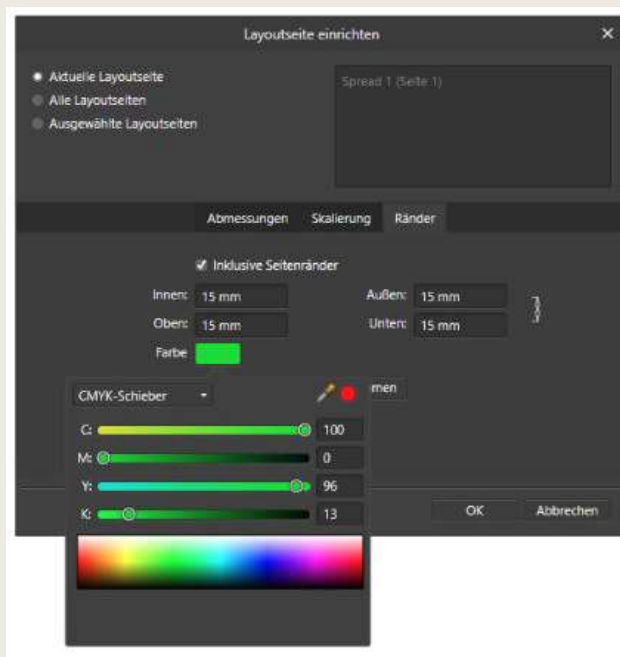 Layoutseite einrichten
Aktuelle Layoutseite
Alle Layoutseiten
Ausgewählte Layoutseiten
Spread 1 (Seite 1)
Abmessungen Skalierung Ränder
Inklusive Seitenränder
Innen: 15 mm Außen: 15 mm
Oben: 15 mm Unten: 15 mm
Farbe
CMYK-Schieber men
C: 100
M: 0
Y: 96
K: 13
OK Abbrechen